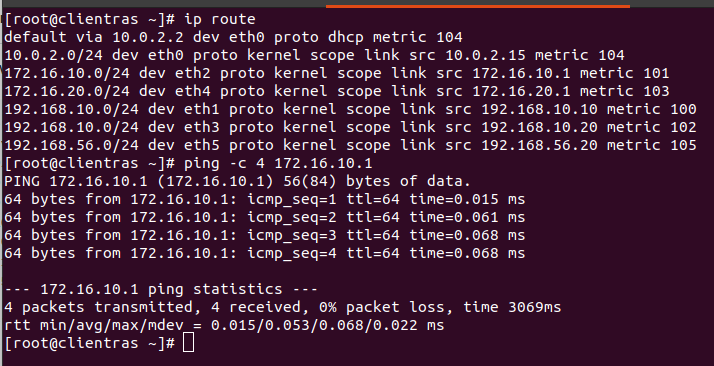 [root@clientras ~]# ip route
default via 10.0.2.2 dev eth0 proto dhcp metric 104
10.0.2.0/24 dev eth0 proto kernel scope link src 10.0.2.15 metric 104
172.16.10.0/24 dev eth2 proto kernel scope link src 172.16.10.1 metric 101
172.16.20.0/24 dev eth4 proto kernel scope link src 172.16.20.1 metric 103
192.168.10.0/24 dev eth1 proto kernel scope link src 192.168.10.10 metric 100
192.168.10.0/24 dev eth3 proto kernel scope link src 192.168.10.20 metric 102
192.168.56.0/24 dev eth5 proto kernel scope link src 192.168.56.20 metric 105
[root@clientras ~]# ping -c 4 172.16.10.1
PING 172.16.10.1 (172.16.10.1) 56(84) bytes of data.
64 bytes from 172.16.10.1: icmp_seq=1 ttl=64 time=0.015 ms
64 bytes from 172.16.10.1: icmp_seq=2 ttl=64 time=0.061 ms
64 bytes from 172.16.10.1: icmp_seq=3 ttl=64 time=0.068 ms
64 bytes from 172.16.10.1: icmp_seq=4 ttl=64 time=0.068 ms

--- 172.16.10.1 ping statistics ---
4 packets transmitted, 4 received, 0% packet loss, time 3069ms
rtt min/avg/max/mdev = 0.015/0.053/0.068/0.022 ms
[root@clientras ~]#